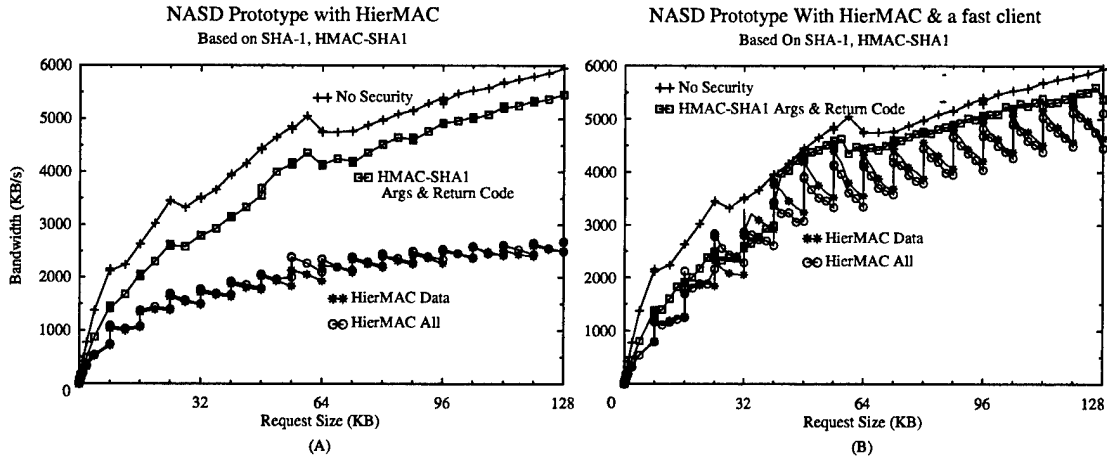 NASD Prototype with HierMAC
Based on SHA-1, HMAC-SHA1
6000
5000
4000
3000
2000
1000
0
Bandwidth (KB/s)
No Security
HMAC-SHA1
Args & Return Code
HierMAC Data
HierMAC All
32
64
96
128
Request Size (KB)
(A)
NASD Prototype With HierMAC & a fast client
Based On SHA-1, HMAC-SHA1
6000
5000
4000
3000
2000
1000
0
No Security
HMAC-SHA1 Args & Return Code
HierMAC Data
HierMAC All
32
64
96
128
Request Size (KB)
(B)